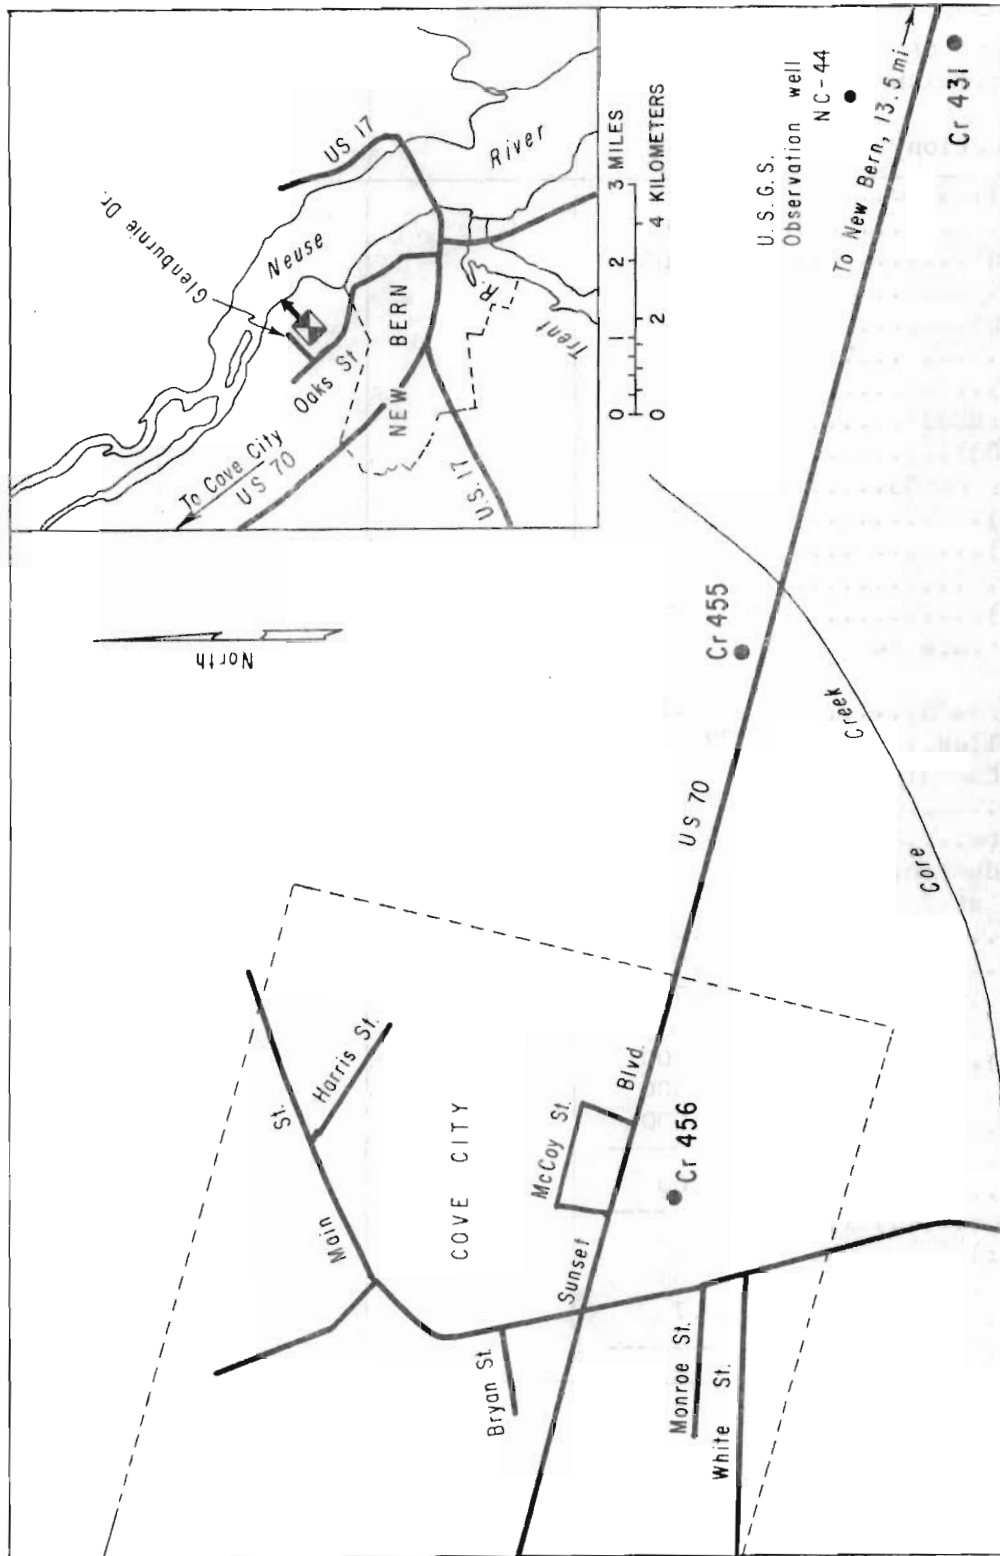 Glenburnie Dr.
US 17
Neuse
River
Oaks St
NEW BERN
Trent
R.
To Cove City
US 70
U.S. 17
0 1 2 3 MILES
0 2 4 KILOMETERS
North
U.S.G.S.
Observation well
NC-44
To New Bern, 13.5 mi
Cr 431
Cr 455
US 70
Core
Creek
Main
St.
Harris St.
COVE CITY
McCoy St.
Sunset
Blvd.
Cr 456
Bryan St.
Monroe St.
White St.